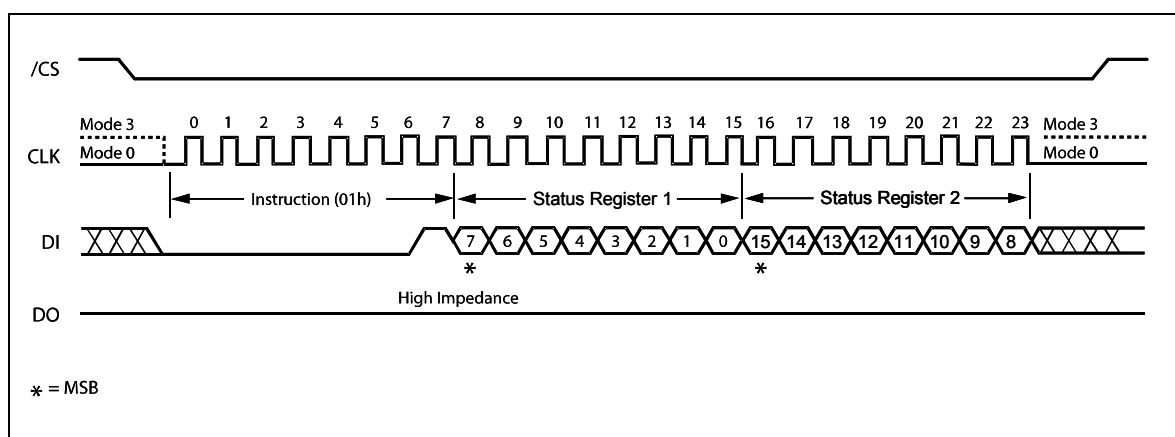 /CS
Mode 3 0 1 2 3 4 5 6 7 8 9 10 11 12 13 14 15 16 17 18 19 20 21 22 23 Mode 3
CLK Mode 0 Mode 0
Instruction (01h) Status Register 1 Status Register 2
DI 7 6 5 4 3 2 1 0 15 14 13 12 11 10 9 8
* *
High Impedance
DO
* = MSB